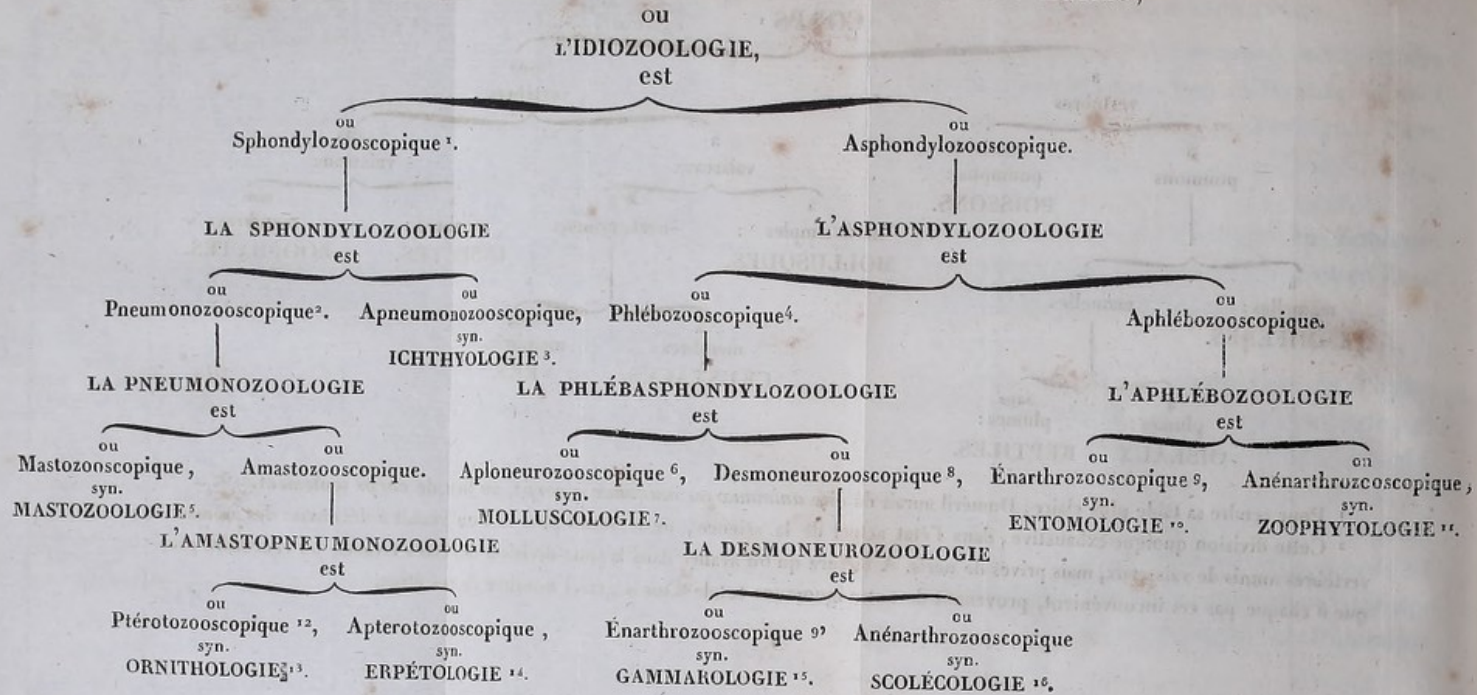 ou
L'IDIOZOOLOGIE,
est
ou ou
Sphondylozooscopique ¹. Asphondylozooscopique.
LA SPHONDYLOZOOLOGIE L'ASPHONDYLOZOOLOGIE
est est
ou ou ou ou
Pneumonozooscopique². Apneumonozooscopique, Phlébozooscopique⁴. Aphlébozooscopique.
syn.
ICHTHYOLOGIE ³.
LA PNEUMONOZOOLOGIE LA PHLÉBASPHONDYLOZOOLOGIE L'APHLÉBOZOOLOGIE
est est est
ou ou ou ou ou ou
Mastozooscopique, Amastozooscopique. Aploneurozooscopique ⁶, Desmoneurozooscopique ⁸, Énarthrozooscopique ⁹, Anénarthrozooscopique,
syn. syn. syn. syn.
MASTOZOOLOGIE⁵. MOLLUSCOLOGIE ⁷. ENTOMOLOGIE ¹⁰. ZOOPHYTOLOGIE ¹¹.
L'AMASTOPNEUMONOZOOLOGIE LA DESMONEUROZOOLOGIE
est est
ou ou ou ou
Ptérotozooscopique ¹², Apterotozooscopique, Énarthrozooscopique ⁹, Anénarthrozooscopique
syn. syn. syn. syn.
ORNITHOLOGIE ¹³. ERPÉTOLOGIE ¹⁴. GAMMAROLOGIE ¹⁵. SCOLÉCOLOGIE ¹⁶.